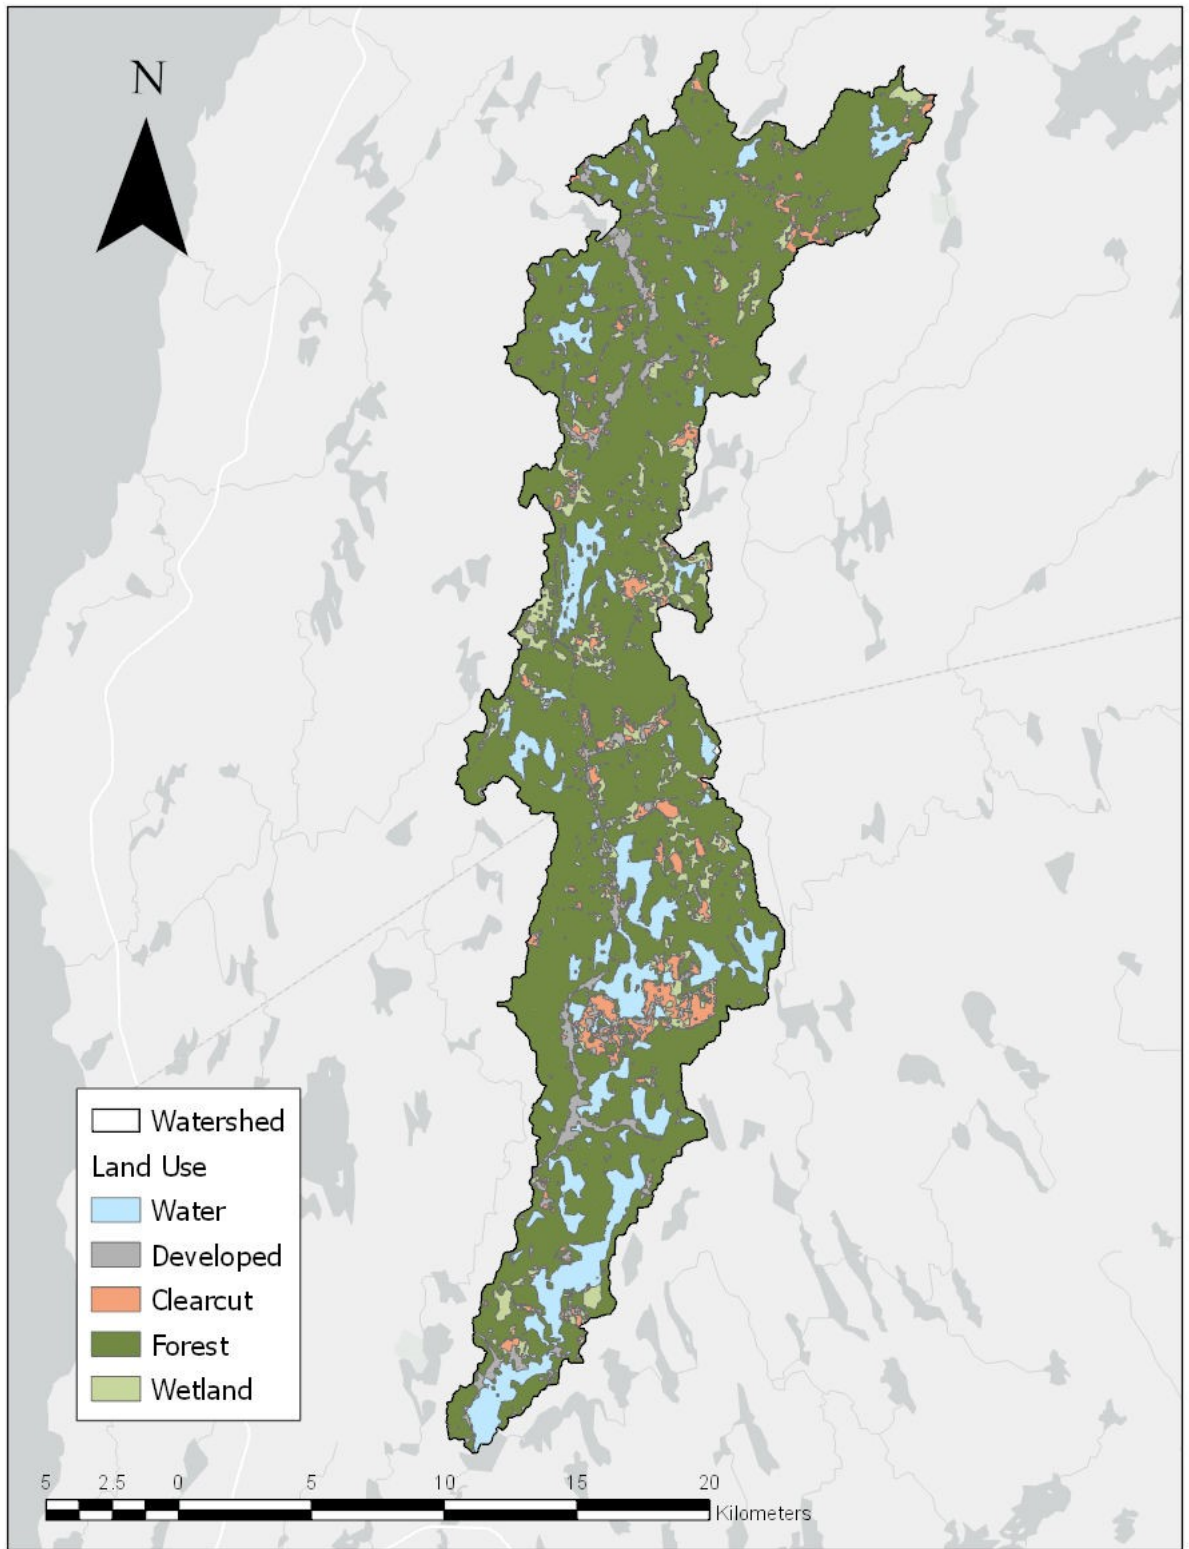 N
Watershed
Land Use
Water
Developed
Clearcut
Forest
Wetland
5 2.5 0 5 10 15 20
Kilometers